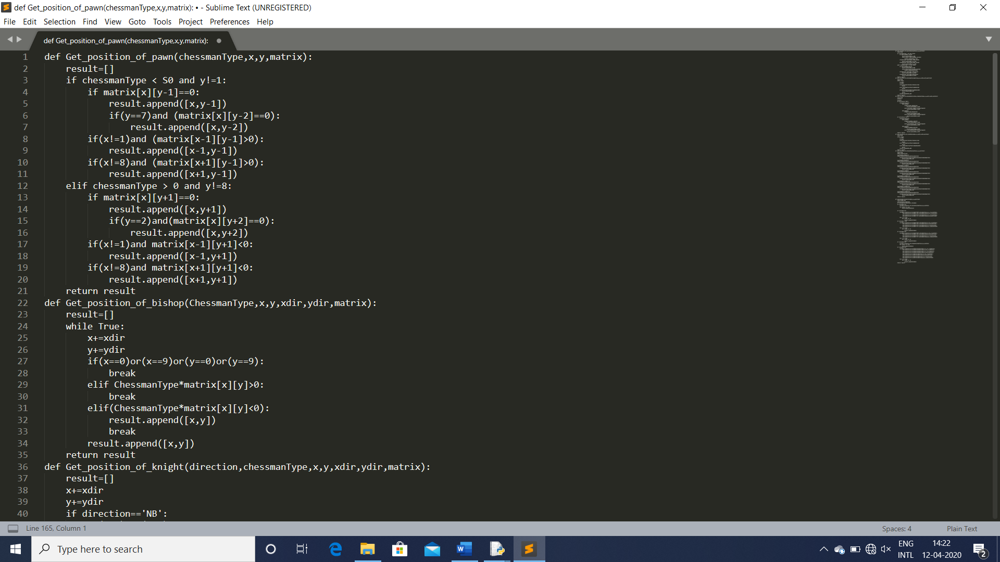 def Get_position_of_pawn(chessmanType,x,y,matrix): • - Sublime Text (UNREGISTERED)
File Edit Selection Find View Goto Tools Project Preferences Help
def Get_position_of_pawn(chessmanType,x,y,matrix):
1 def Get_position_of_pawn(chessmanType,x,y,matrix):
2 result=[]
3 if chessmanType < S0 and y!=1:
4 if matrix[x][y-1]==0:
5 result.append([x,y-1])
6 if(y==7)and (matrix[x][y-2]==0):
7 result.append([x,y-2])
8 if(x!=1)and (matrix[x-1][y-1]>0):
9 result.append([x-1,y-1])
10 if(x!=8)and (matrix[x+1][y-1]>0):
11 result.append([x+1,y-1])
12 elif chessmanType > 0 and y!=8:
13 if matrix[x][y+1]==0:
14 result.append([x,y+1])
15 if(y==2)and(matrix[x][y+2]==0):
16 result.append([x,y+2])
17 if(x!=1)and matrix[x-1][y+1]<0:
18 result.append([x-1,y+1])
19 if(x!=8)and matrix[x+1][y+1]<0:
20 result.append([x+1,y+1])
21 return result
22 def Get_position_of_bishop(ChessmanType,x,y,xdir,ydir,matrix):
23 result=[]
24 while True:
25 x+=xdir
26 y+=ydir
27 if(x==0)or(x==9)or(y==0)or(y==9):
28 break
29 elif ChessmanType*matrix[x][y]>0:
30 break
31 elif(ChessmanType*matrix[x][y]<0):
32 result.append([x,y])
33 break
34 result.append([x,y])
35 return result
36 def Get_position_of_knight(direction,chessmanType,x,y,xdir,ydir,matrix):
37 result=[]
38 x+=xdir
39 y+=ydir
40 if direction=='NB':
Line 165, Column 1 Spaces: 4 Plain Text
Type here to search
ENG 14:22
INTL 12-04-2020 2